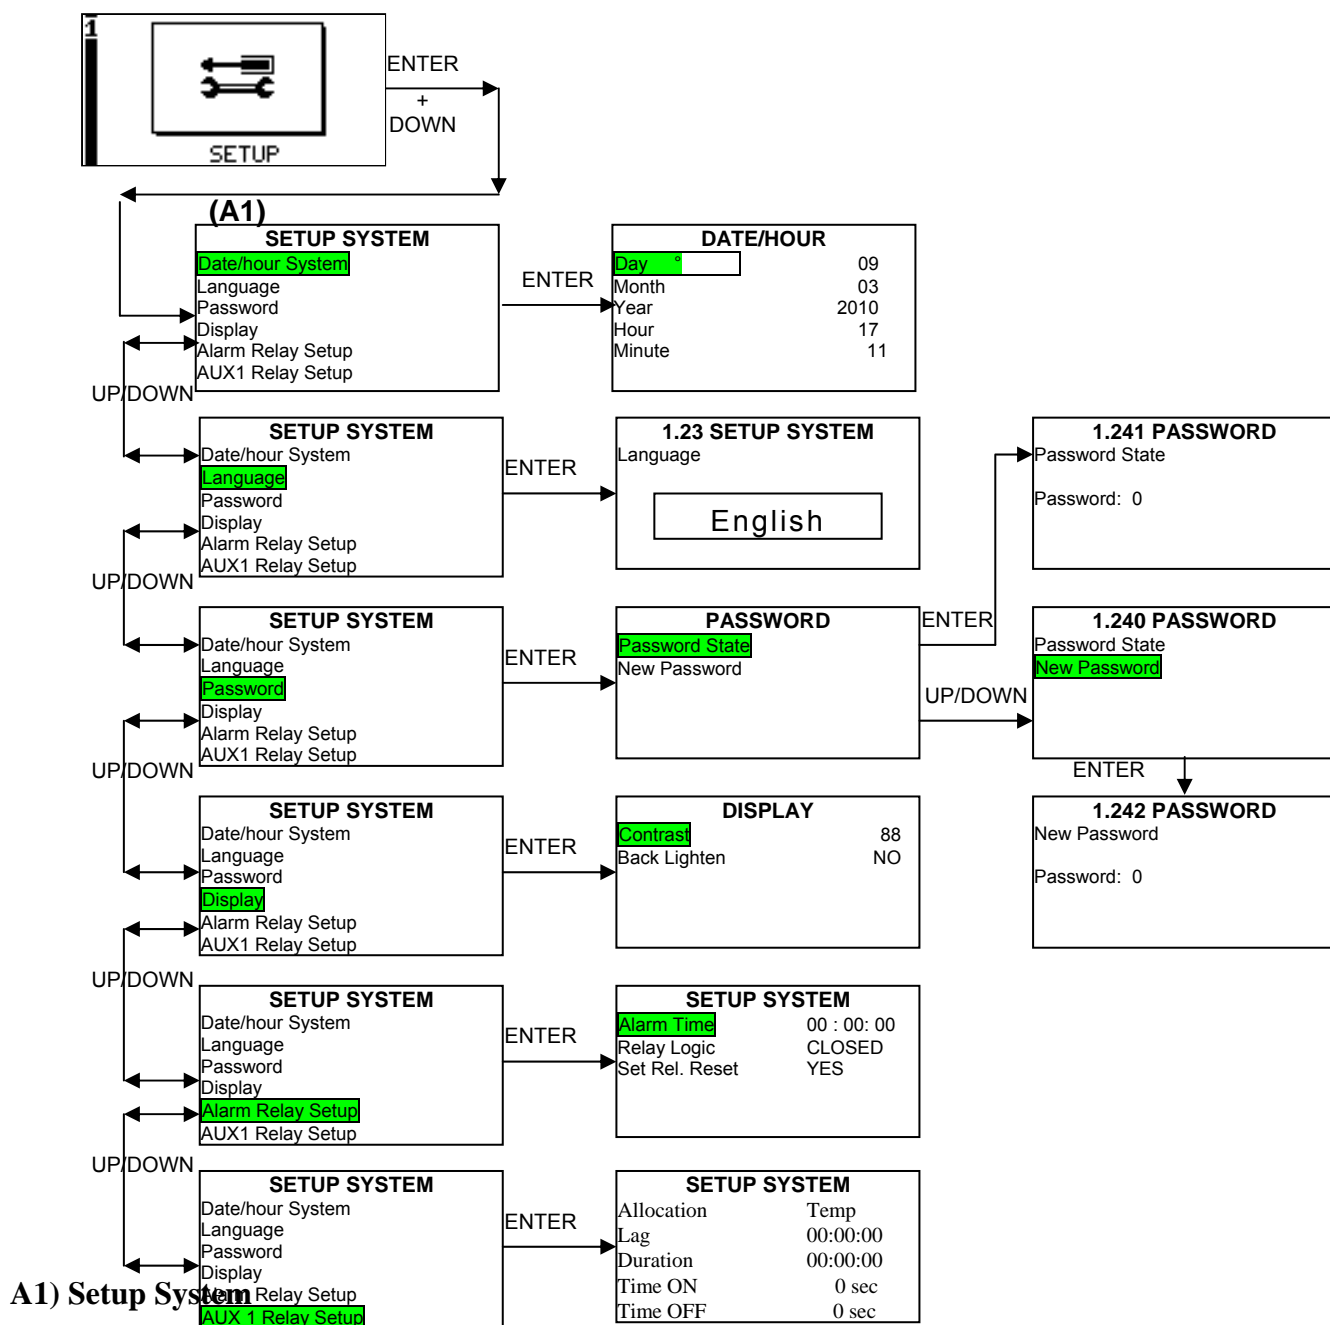 1
SETUP
ENTER
+
DOWN
(A1)
SETUP SYSTEM
Date/hour System
Language
Password
Display
Alarm Relay Setup
AUX1 Relay Setup
ENTER
DATE/HOUR
Day ° 09
Month 03
Year 2010
Hour 17
Minute 11
UP/DOWN
SETUP SYSTEM
Date/hour System
Language
Password
Display
Alarm Relay Setup
AUX1 Relay Setup
ENTER
1.23 SETUP SYSTEM
Language
English
1.241 PASSWORD
Password State
Password: 0
UP/DOWN
SETUP SYSTEM
Date/hour System
Language
Password
Display
Alarm Relay Setup
AUX1 Relay Setup
ENTER
PASSWORD
Password State
New Password
ENTER
UP/DOWN
1.240 PASSWORD
Password State
New Password
ENTER
UP/DOWN
SETUP SYSTEM
Date/hour System
Language
Password
Display
Alarm Relay Setup
AUX1 Relay Setup
ENTER
DISPLAY
Contrast 88
Back Lighten NO
1.242 PASSWORD
New Password
Password: 0
UP/DOWN
SETUP SYSTEM
Date/hour System
Language
Password
Display
Alarm Relay Setup
AUX1 Relay Setup
ENTER
SETUP SYSTEM
Alarm Time 00 : 00: 00
Relay Logic CLOSED
Set Rel. Reset YES
UP/DOWN
SETUP SYSTEM
Date/hour System
Language
Password
Display
Alarm Relay Setup
AUX 1 Relay Setup
ENTER
SETUP SYSTEM
Allocation Temp
Lag 00:00:00
Duration 00:00:00
Time ON 0 sec
Time OFF 0 sec
A1) Setup System